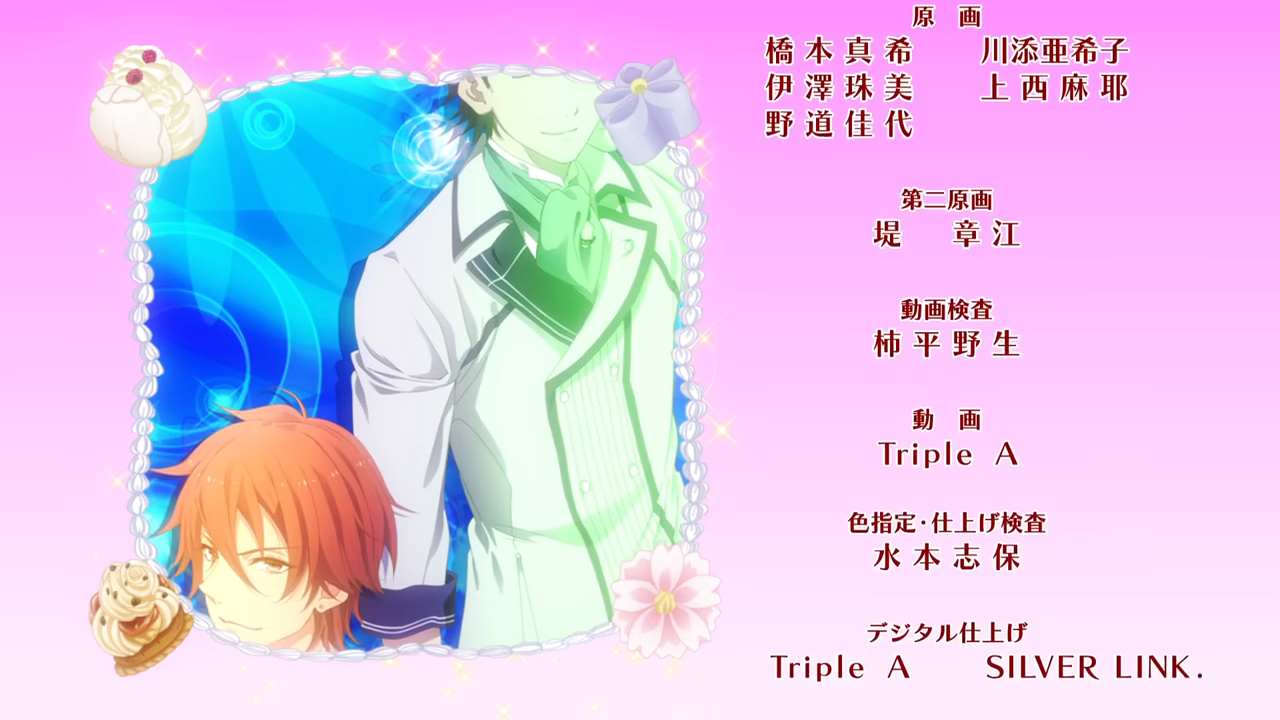 原 画
橋本真希 川添亜希子
伊澤珠美 上西麻耶
野道佳代
第二原画
堤 章江
動画検査
柿平野生
動 画
Triple A
色指定・仕上げ検査
水本志保
デジタル仕上げ
Triple A SILVER LINK.